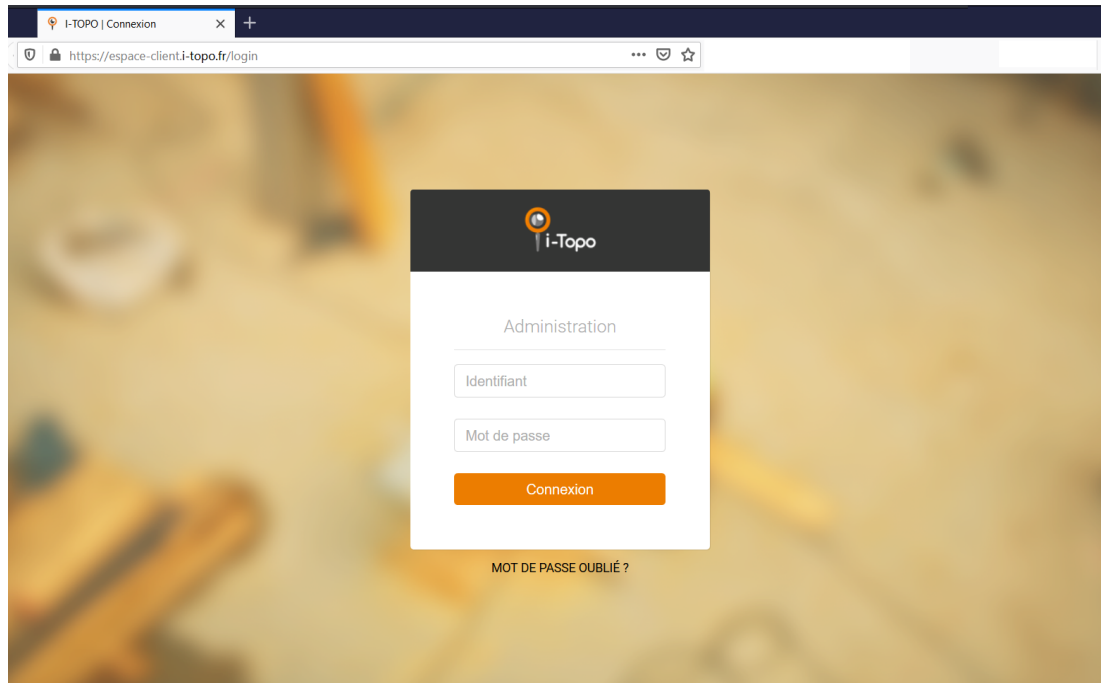 I-TOPO | Connexion
https://espace-client.i-topo.fr/login
i-Topo
Administration
Identifiant
Mot de passe
Connexion
MOT DE PASSE OUBLIÉ ?